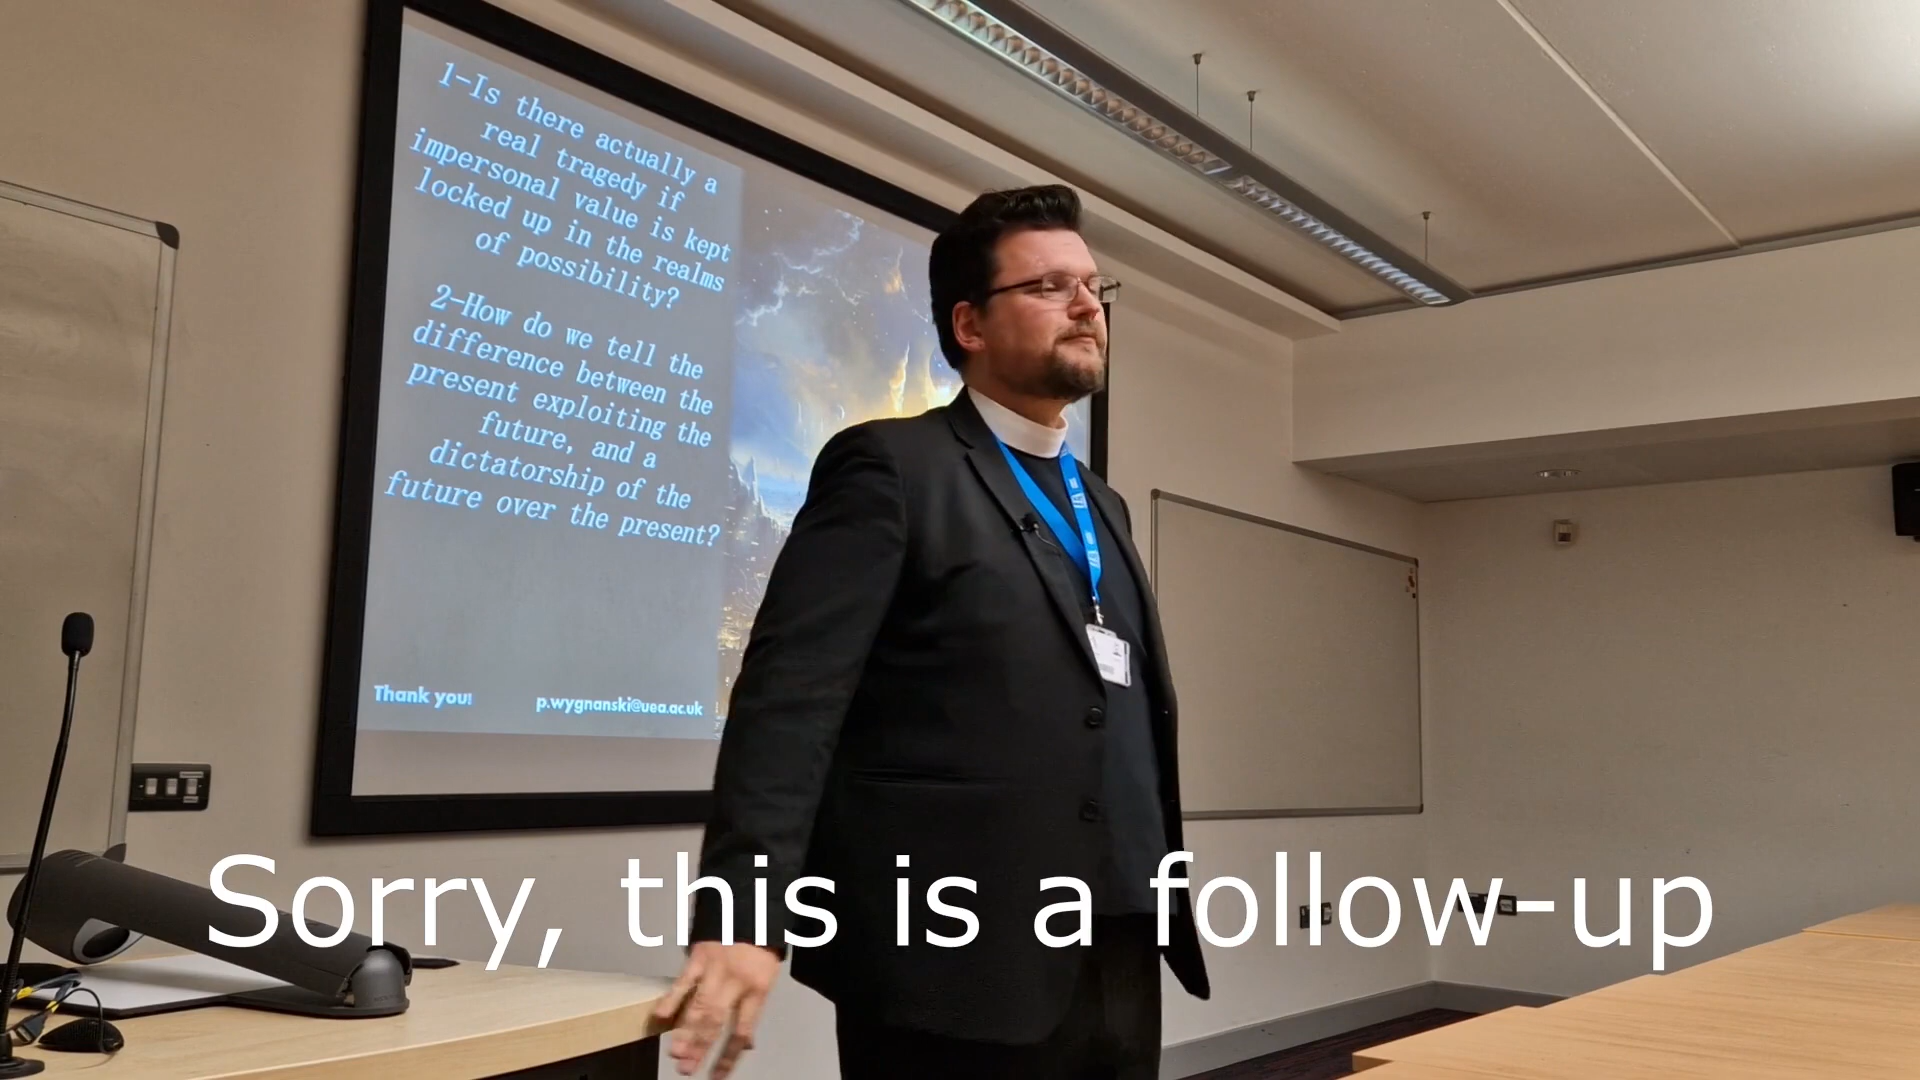 1-Is there actually a
real tragedy if
impersonal value is kept
locked up in the realms
of possibility?
2-How do we tell the
difference between the
present exploiting the
future, and a
dictatorship of the
future over the present?
Thank you!
p.wygnanski@uea.ac.uk
Sorry, this is a follow-up